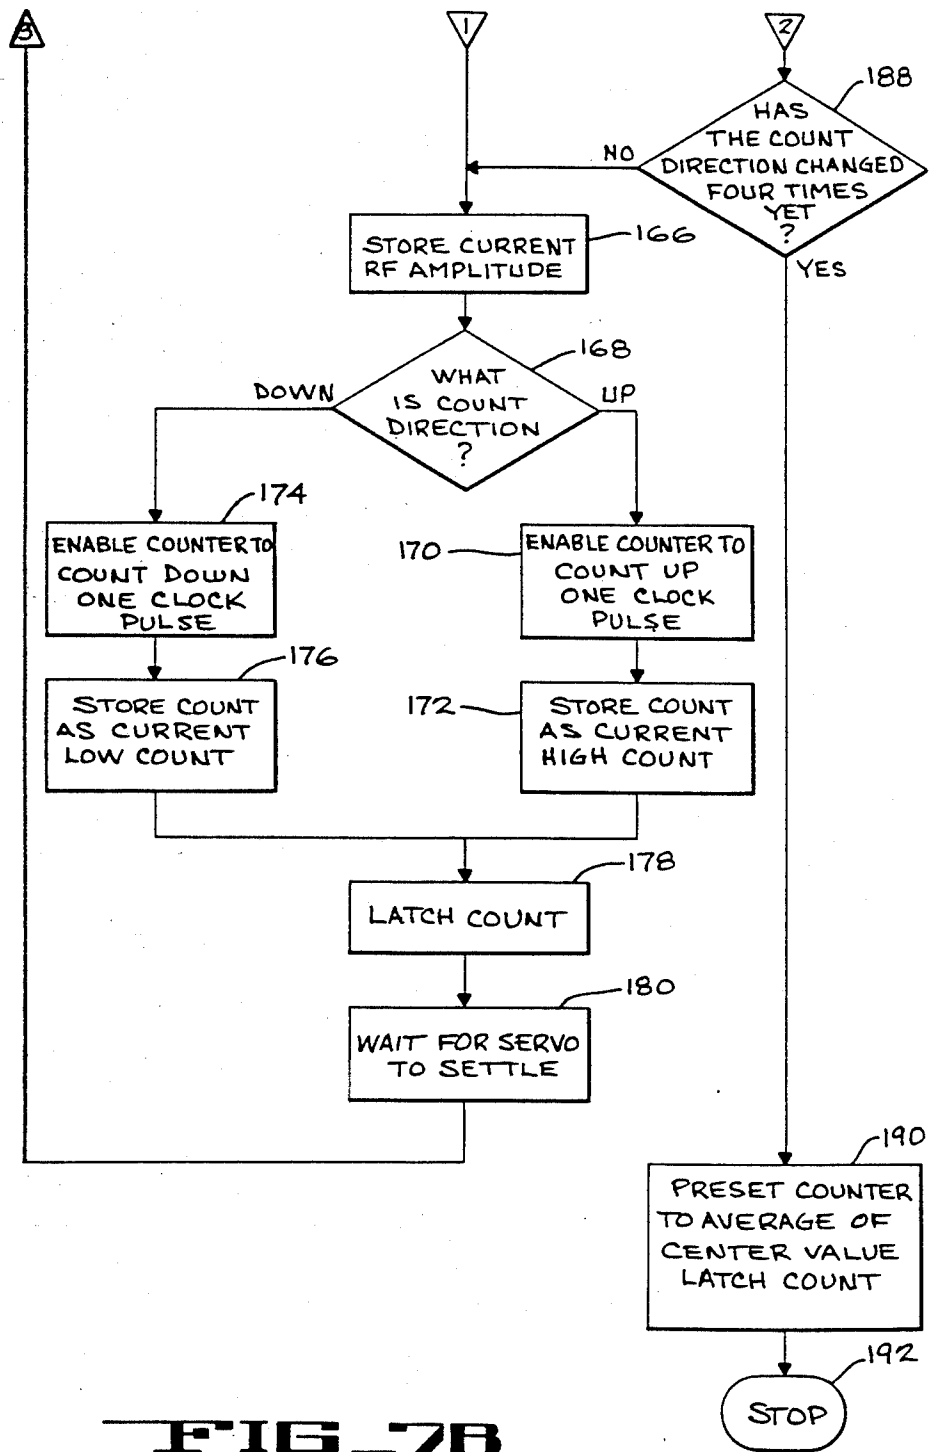 3
1
2
188
HAS
THE COUNT
DIRECTION CHANGED
FOUR TIMES
YET
?
NO
YES
STORE CURRENT
RF AMPLITUDE
166
WHAT
IS COUNT
DIRECTION
?
168
DOWN
UP
174
ENABLE COUNTER TO
COUNT DOWN
ONE CLOCK
PULSE
170
ENABLE COUNTER TO
COUNT UP
ONE CLOCK
PULSE
176
STORE COUNT
AS CURRENT
LOW COUNT
172
STORE COUNT
AS CURRENT
HIGH COUNT
178
LATCH COUNT
180
WAIT FOR SERVO
TO SETTLE
190
PRESET COUNTER
TO AVERAGE OF
CENTER VALUE
LATCH COUNT
192
STOP
FIG_7B